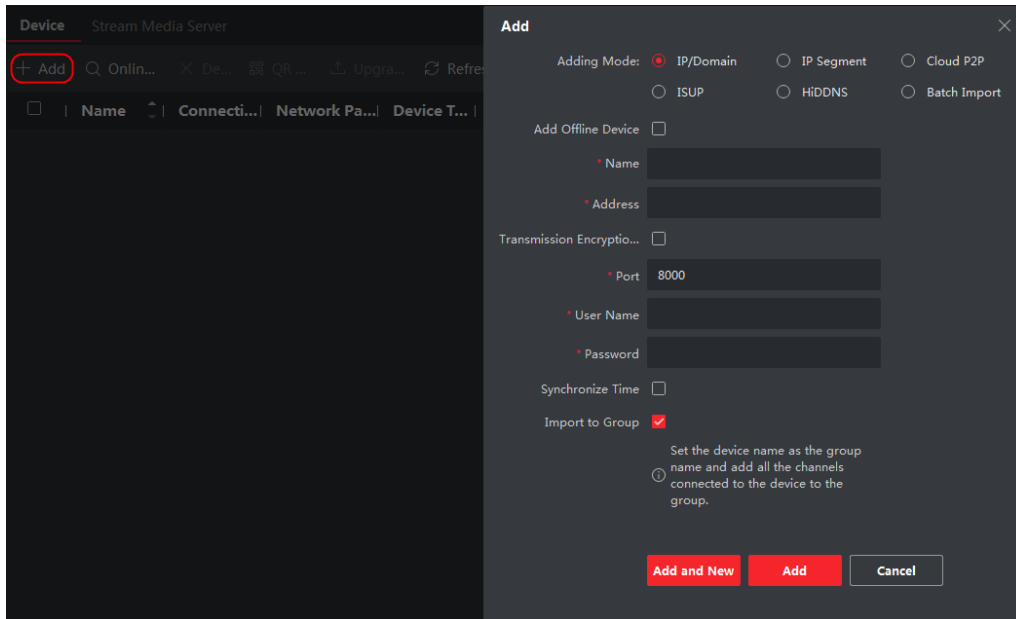 Device Stream Media Server
+ Add Onlin... De... QR ... Upgra... Refre
Name Connecti... Network Pa... Device T...
Add
Adding Mode: IP/Domain IP Segment Cloud P2P
ISUP HiDDNS Batch Import
Add Offline Device
* Name
* Address
Transmission Encryptio...
* Port 8000
* User Name
* Password
Synchronize Time
Import to Group
Set the device name as the group
name and add all the channels
connected to the device to the
group.
Add and New Add Cancel